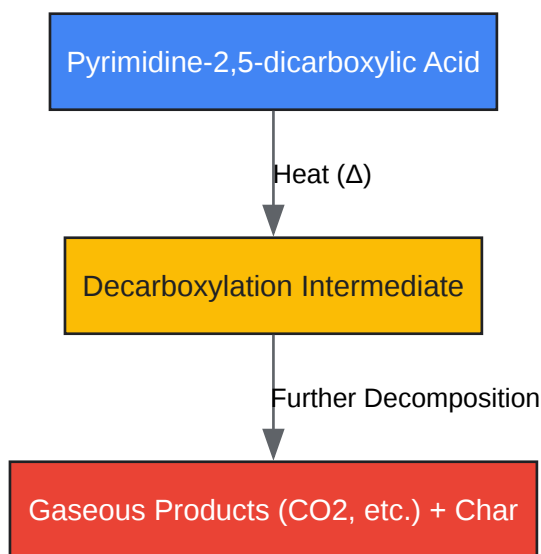 Pyrimidine-2,5-dicarboxylic Acid
Heat (Δ)
Decarboxylation Intermediate
Further Decomposition
Gaseous Products (CO2, etc.) + Char